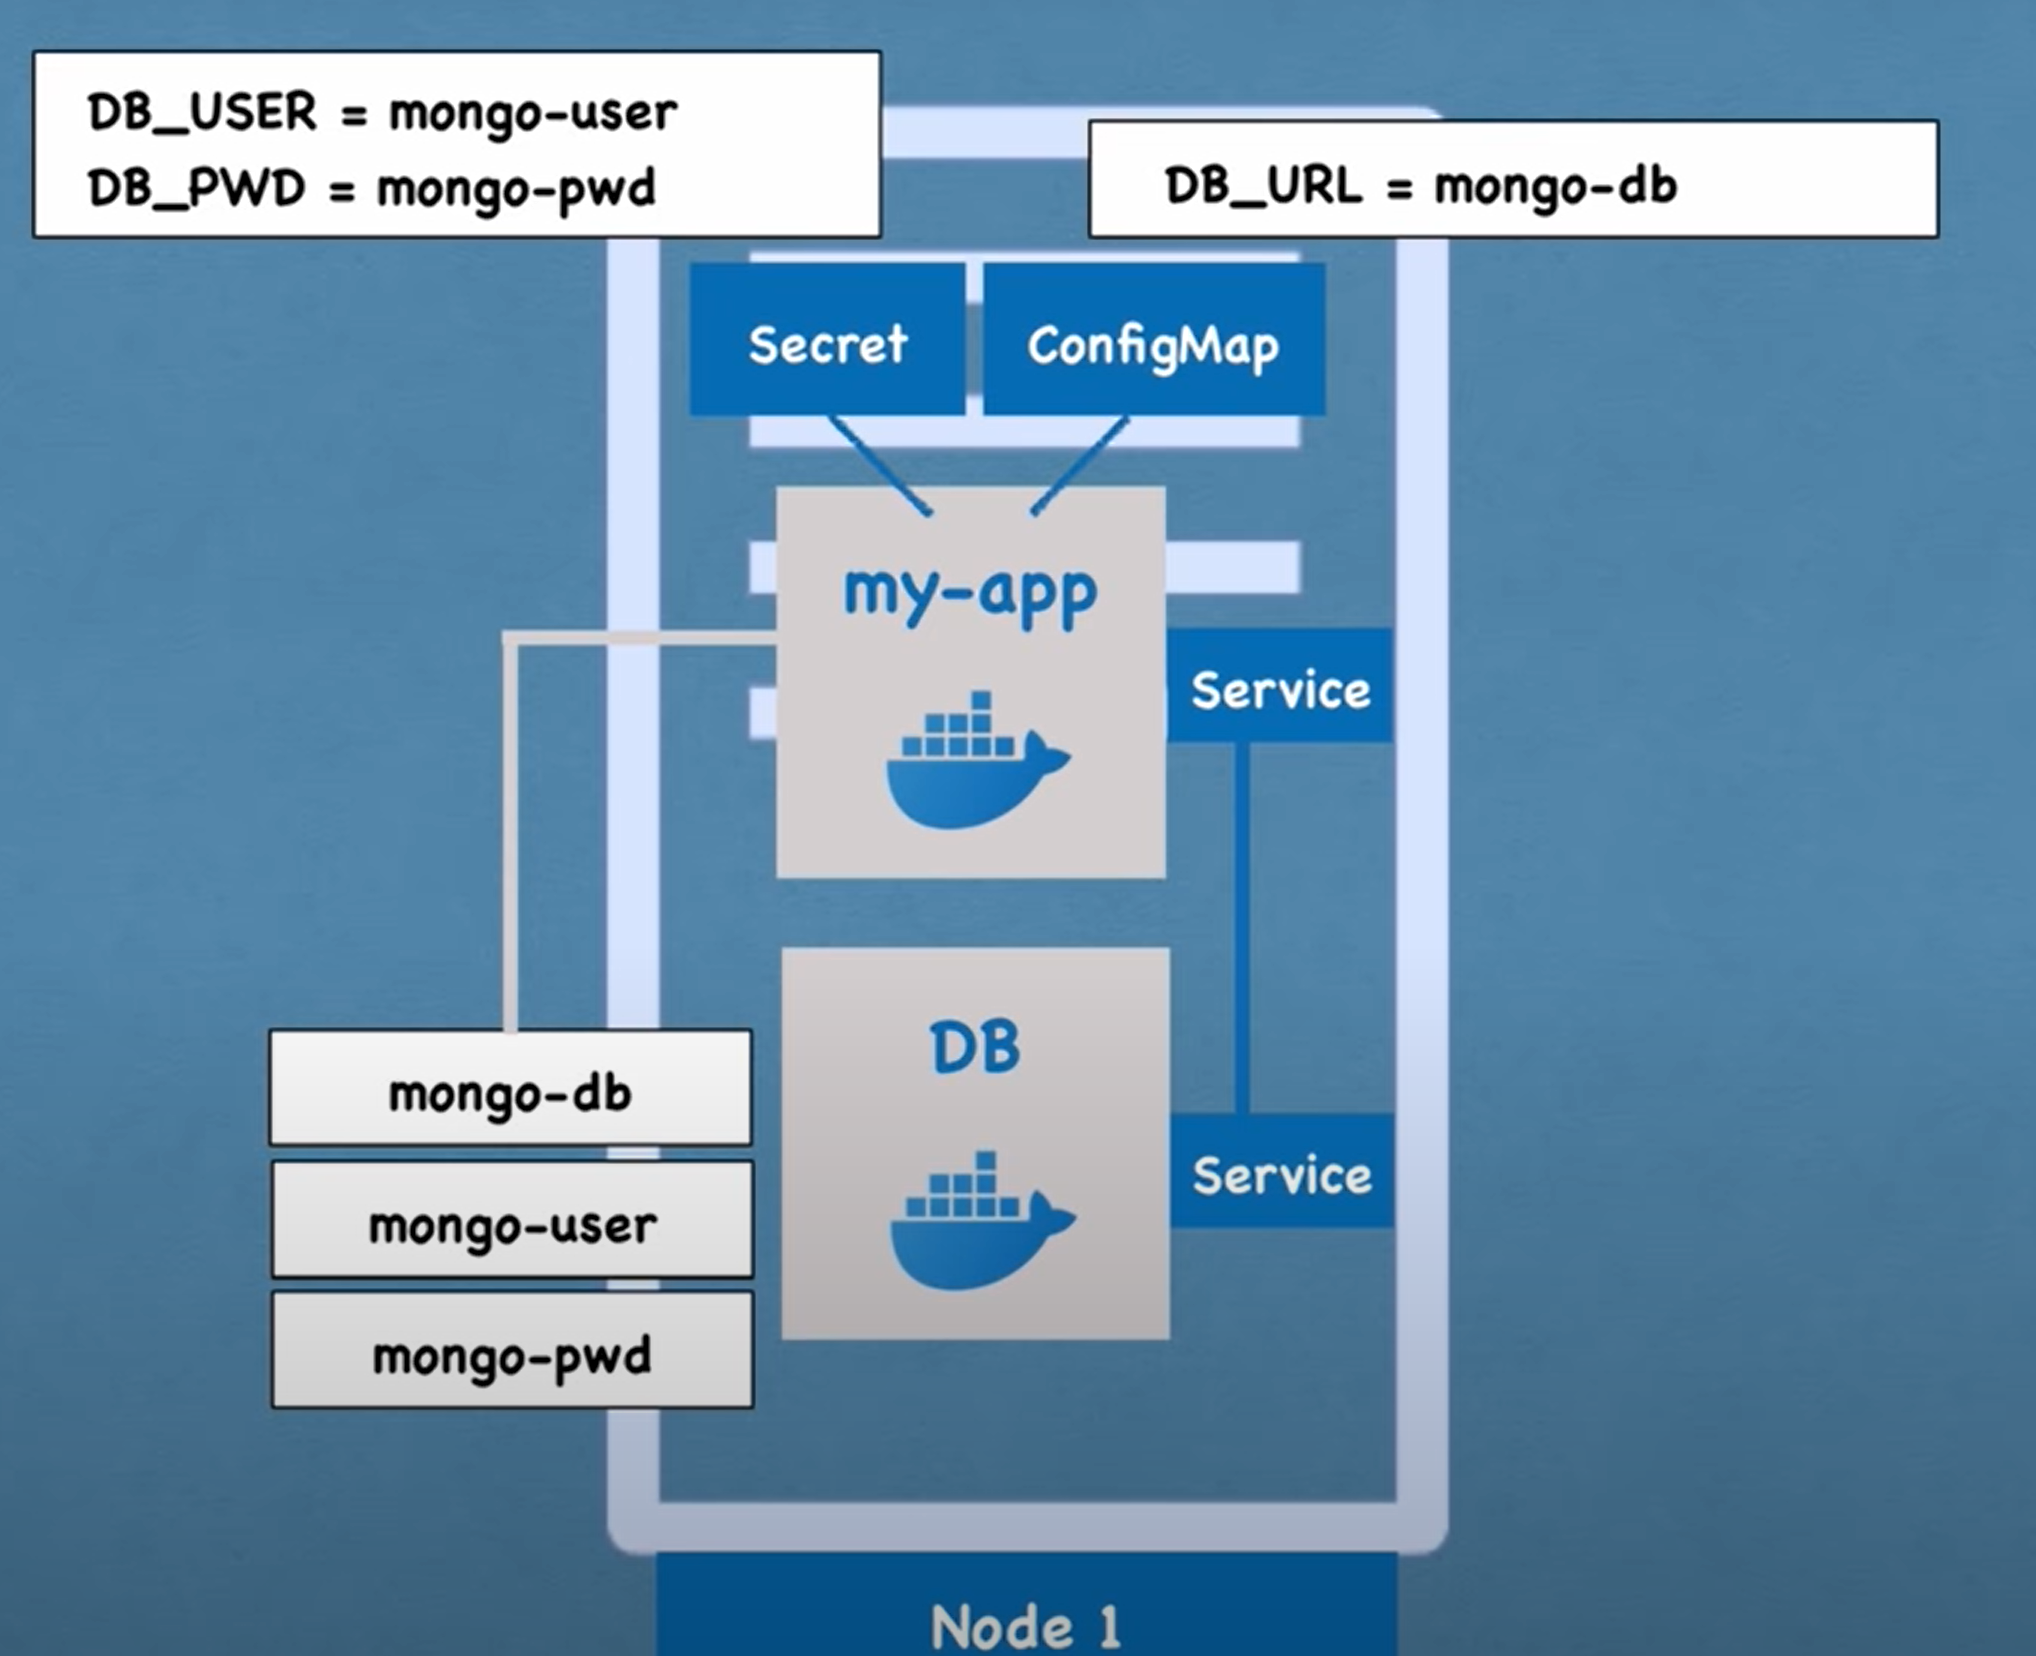 DB_USER = mongo-user
DB_PWD = mongo-pwd
DB_URL = mongo-db
Secret
ConfigMap
my-app
Service
DB
Service
mongo-db
mongo-user
mongo-pwd
Node 1